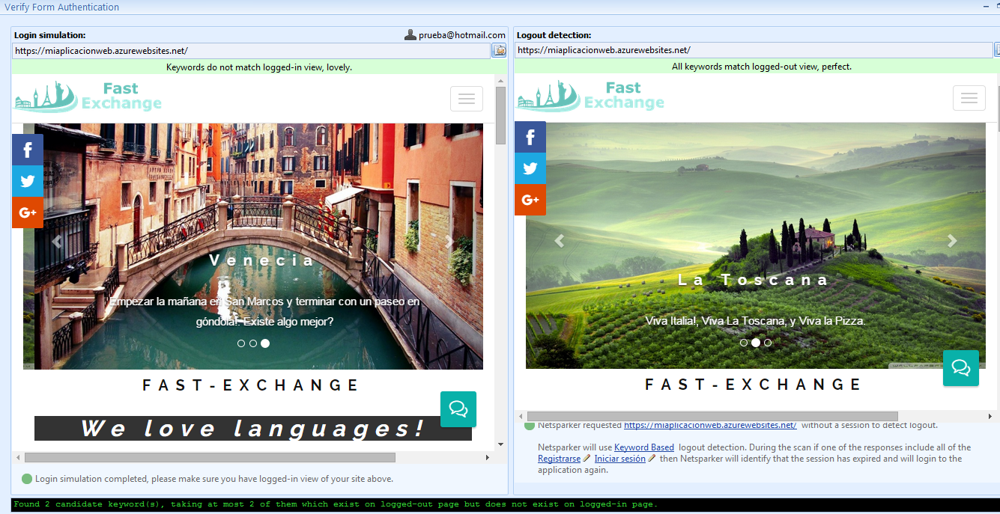 Verify Form Authentication
Login simulation:
prueba@hotmail.com
https://miaplicacionweb.azurewebsites.net/
Keywords do not match logged-in view, lovely.
Fast
Exchange
Venecia
"Empezar la mañana en San Marcos y terminar con un paseo en
góndola!. Existe algo mejor?
FAST-EXCHANGE
We love languages!
Login simulation completed, please make sure you have logged-in view of your site above.
Logout detection:
https://miaplicacionweb.azurewebsites.net/
All keywords match logged-out view, perfect.
Fast
Exchange
La Toscana
Viva Italia!, Viva La Toscana, y Viva la Pizza.
FAST-EXCHANGE
Netsparker requested https://miaplicacionweb.azurewebsites.net/ without a session to detect logout.
Netsparker will use Keyword Based logout detection. During the scan if one of the responses include all of the
Registrarse Iniciar sesión then Netsparker will identify that the session has expired and will login to the
application again.
Found 2 candidate keyword(s), taking at most 2 of them which exist on logged-out page but does not exist on logged-in page.